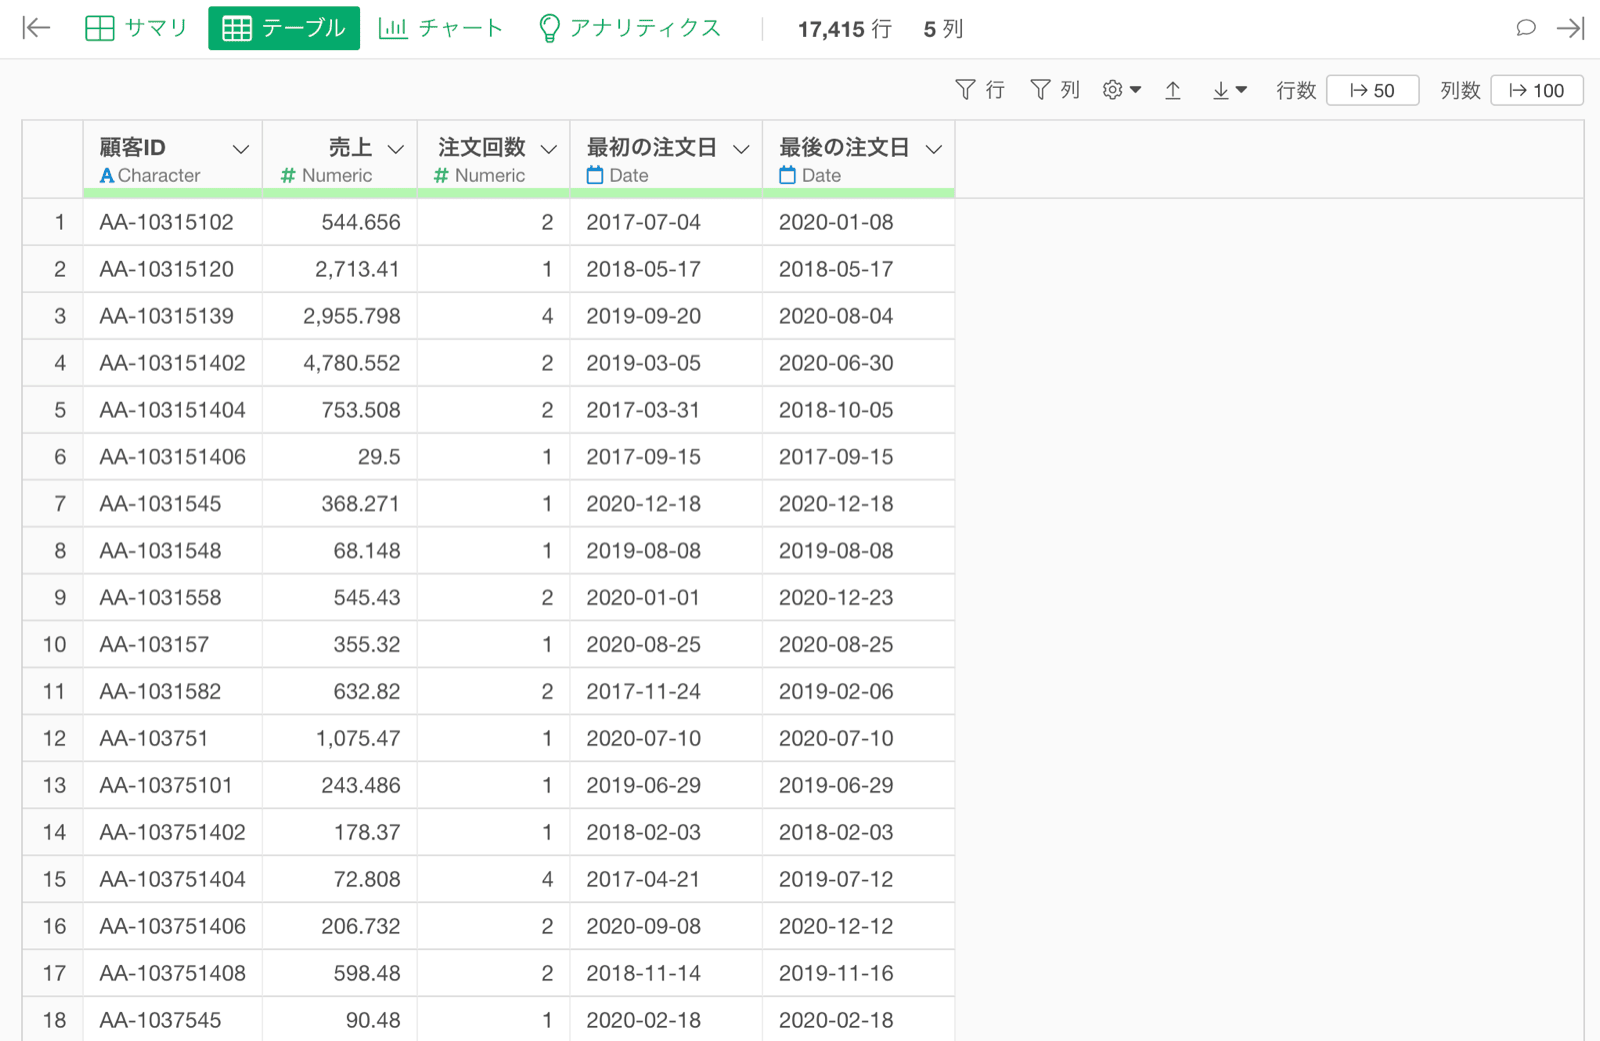 サマリ テーブル チャート アナリティクス 17,415 行 5 列
行 列 行数 50 列数 100
顧客ID 売上 注文回数 最初の注文日 最後の注文日
A Character # Numeric # Numeric Date Date
1 AA-10315102 544.656 2 2017-07-04 2020-01-08
2 AA-10315120 2,713.41 1 2018-05-17 2018-05-17
3 AA-10315139 2,955.798 4 2019-09-20 2020-08-04
4 AA-103151402 4,780.552 2 2019-03-05 2020-06-30
5 AA-103151404 753.508 2 2017-03-31 2018-10-05
6 AA-103151406 29.5 1 2017-09-15 2017-09-15
7 AA-1031545 368.271 1 2020-12-18 2020-12-18
8 AA-1031548 68.148 1 2019-08-08 2019-08-08
9 AA-1031558 545.43 2 2020-01-01 2020-12-23
10 AA-103157 355.32 1 2020-08-25 2020-08-25
11 AA-1031582 632.82 2 2017-11-24 2019-02-06
12 AA-103751 1,075.47 1 2020-07-10 2020-07-10
13 AA-10375101 243.486 1 2019-06-29 2019-06-29
14 AA-103751402 178.37 1 2018-02-03 2018-02-03
15 AA-103751404 72.808 4 2017-04-21 2019-07-12
16 AA-103751406 206.732 2 2020-09-08 2020-12-12
17 AA-103751408 598.48 2 2018-11-14 2019-11-16
18 AA-1037545 90.48 1 2020-02-18 2020-02-18